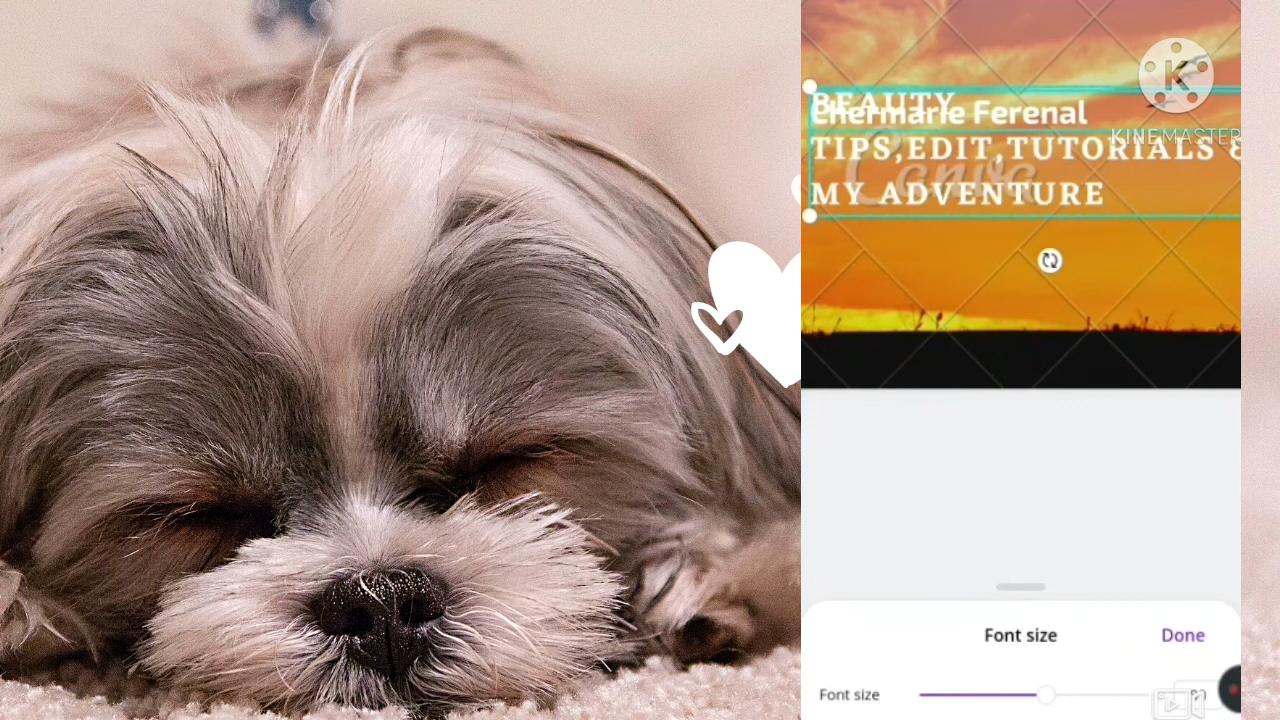 BEAUTY
Chermarie Ferenal
TIPS,EDIT,TUTORIALS &
MY ADVENTURE
Canva
KINEMASTER
Font size
Done
Font size